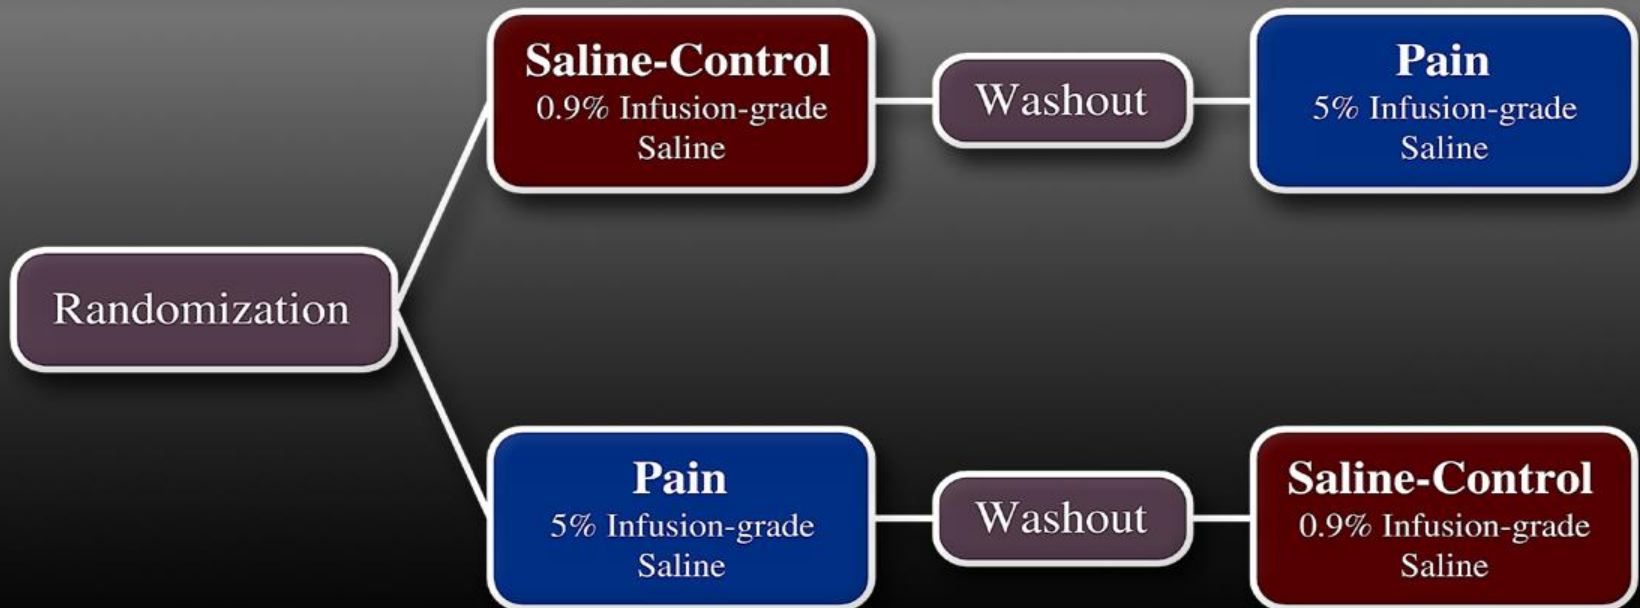 Saline-Control
0.9% Infusion-grade
Saline
Washout
Pain
5% Infusion-grade
Saline
Randomization
Pain
5% Infusion-grade
Saline
Washout
Saline-Control
0.9% Infusion-grade
Saline